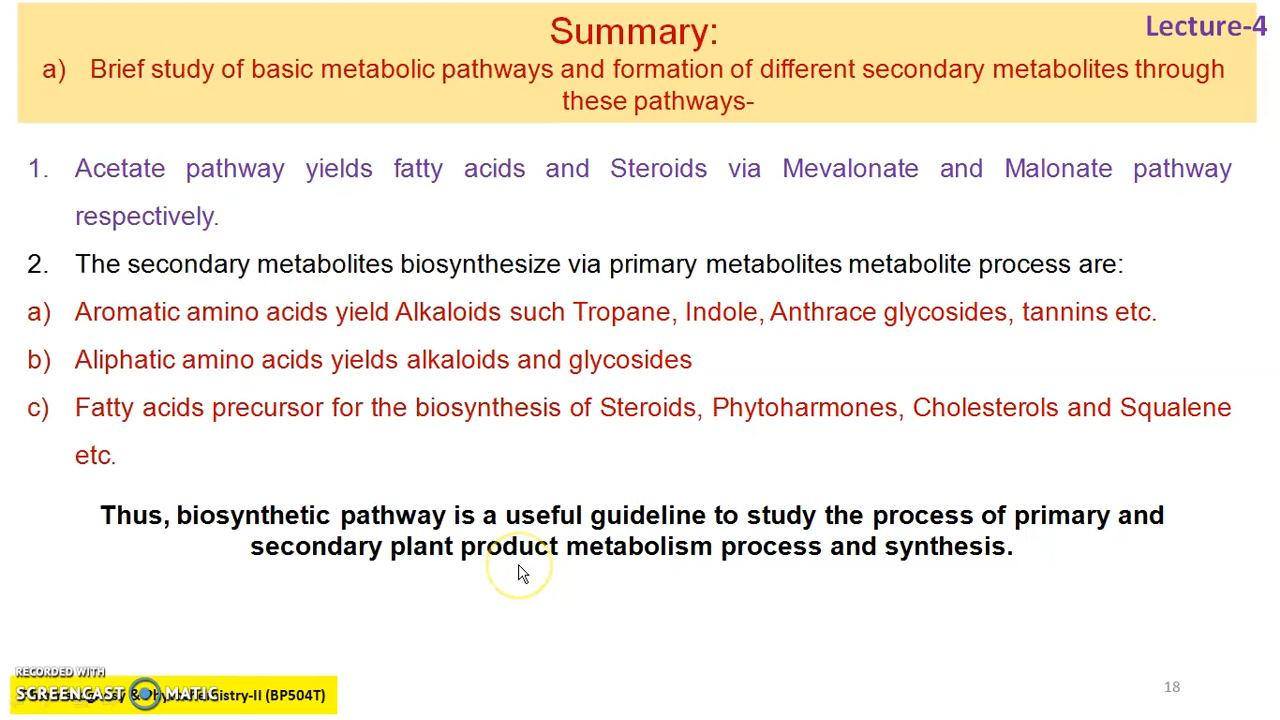 Lecture-4
Summary:
a) Brief study of basic metabolic pathways and formation of different secondary metabolites through
these pathways-
1. Acetate pathway yields fatty acids and Steroids via Mevalonate and Malonate pathway
respectively.
2. The secondary metabolites biosynthesize via primary metabolites metabolite process are:
a) Aromatic amino acids yield Alkaloids such Tropane, Indole, Anthrace glycosides, tannins etc.
b) Aliphatic amino acids yields alkaloids and glycosides
c) Fatty acids precursor for the biosynthesis of Steroids, Phytoharmones, Cholesterols and Squalene
etc.
Thus, biosynthetic pathway is a useful guideline to study the process of primary and
secondary plant product metabolism process and synthesis.
RECORDED WITH
SCREENCAST MATIC
(BP504T)
18